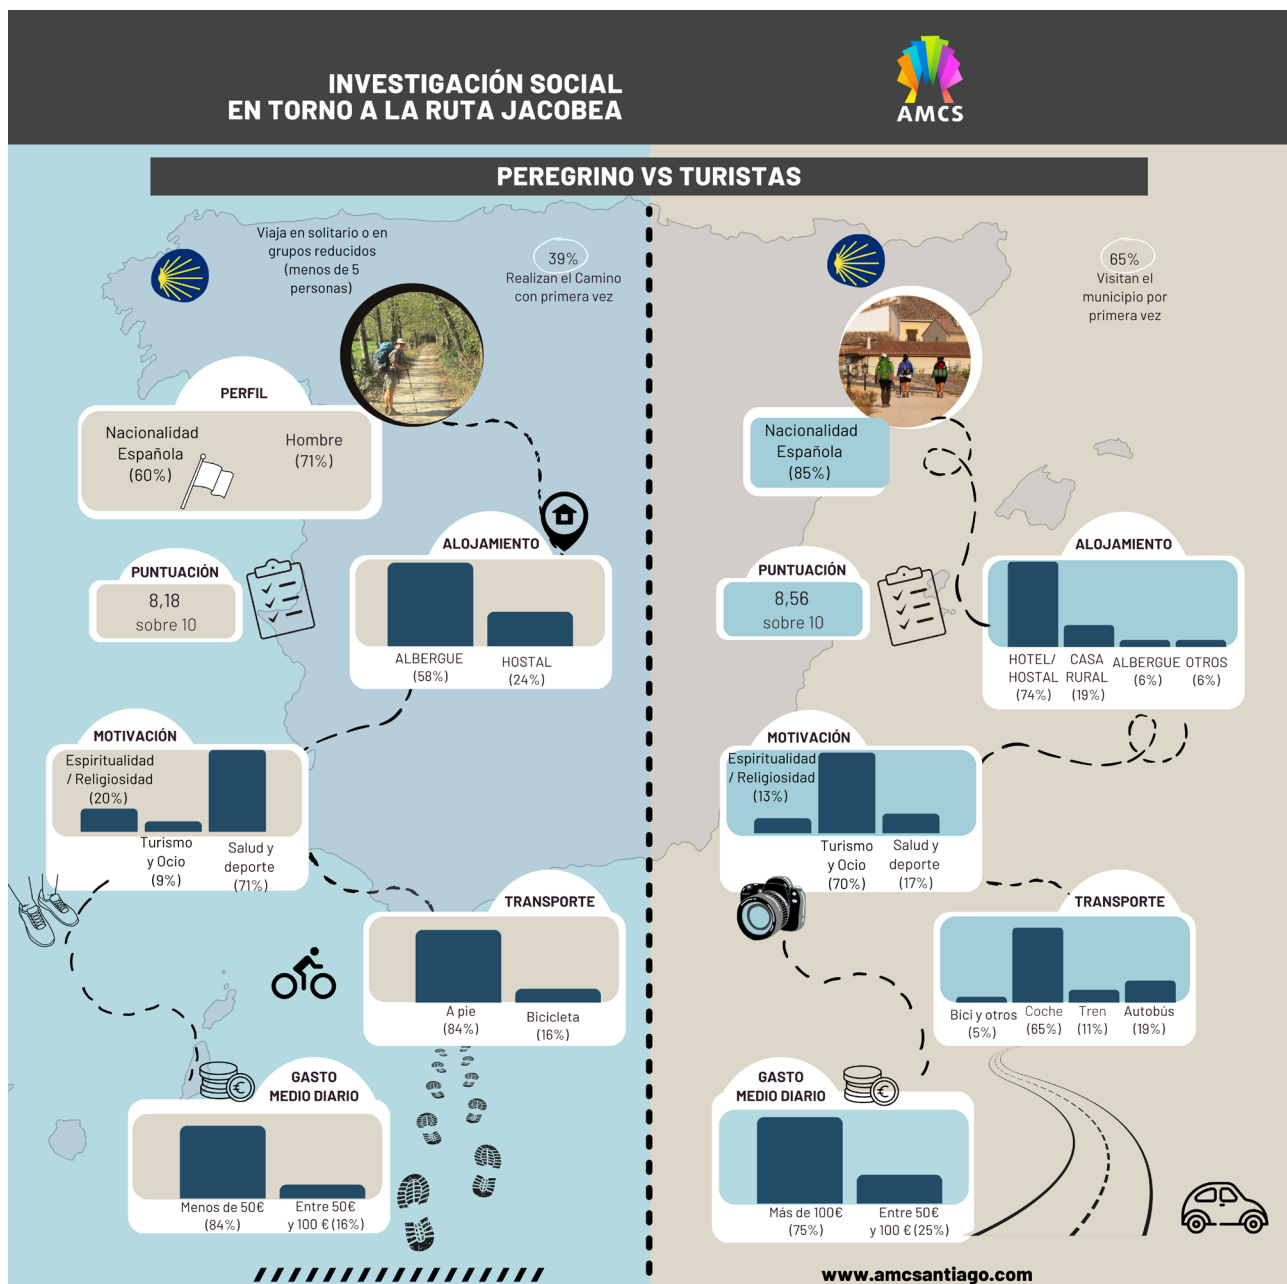 INVESTIGACIÓN SOCIAL
EN TORNO A LA RUTA JACOBEA
AMCS
PEREGRINO VS TURISTAS
Viaja en solitario o en
grupos reducidos
(menos de 5
personas)
39%
Realizan el Camino
con primera vez
PERFIL
Nacionalidad
Española
(60%)
Hombre
(71%)
PUNTUACIÓN
8,18
sobre 10
ALOJAMIENTO
ALBERGUE
(58%)
HOSTAL
(24%)
MOTIVACIÓN
Espiritualidad
/ Religiosidad
(20%)
Turismo
y Ocio
(9%)
Salud y
deporte
(71%)
TRANSPORTE
A pie
(84%)
Bicicleta
(16%)
GASTO
MEDIO DIARIO
€
Menos de 50€
(84%)
Entre 50€
y 100 € (16%)
65%
Visitan el
municipio por
primera vez
Nacionalidad
Española
(85%)
PUNTUACIÓN
8,56
sobre 10
ALOJAMIENTO
HOTEL/
HOSTAL
(74%)
CASA
RURAL
(19%)
ALBERGUE
(6%)
OTROS
(6%)
MOTIVACIÓN
Espiritualidad
/ Religiosidad
(13%)
Turismo
y Ocio
(70%)
Salud y
deporte
(17%)
TRANSPORTE
Bici y otros
(5%)
Coche
(65%)
Tren
(11%)
Autobús
(19%)
GASTO
MEDIO DIARIO
€
Más de 100€
(75%)
Entre 50€
y 100 € (25%)
www.amcsantiago.com